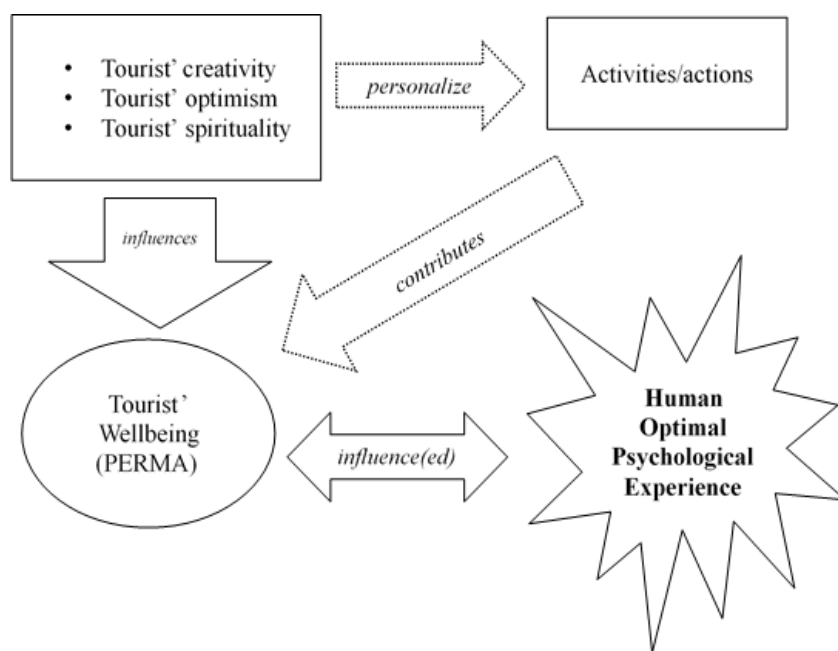 • Tourist’ creativity
• Tourist’ optimism
• Tourist’ spirituality
personalize
Activities/actions
influences
contributes
Tourist’
Wellbeing
(PERMA)
influence(ed)
Human
Optimal
Psychological
Experience